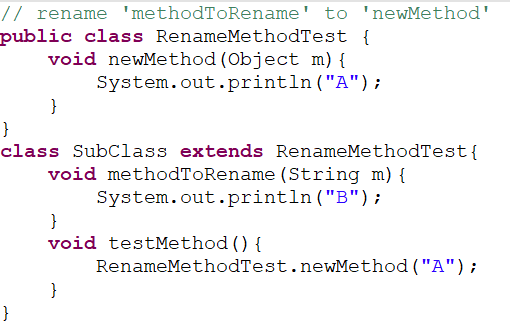 // rename 'methodToRename' to 'newMethod'
public class RenameMethodTest {
    void newMethod(Object m){
        System.out.println("A");
    }
}
class SubClass extends RenameMethodTest{
    void methodToRename(String m){
        System.out.println("B");
    }
    void testMethod(){
        RenameMethodTest.newMethod("A");
    }
}